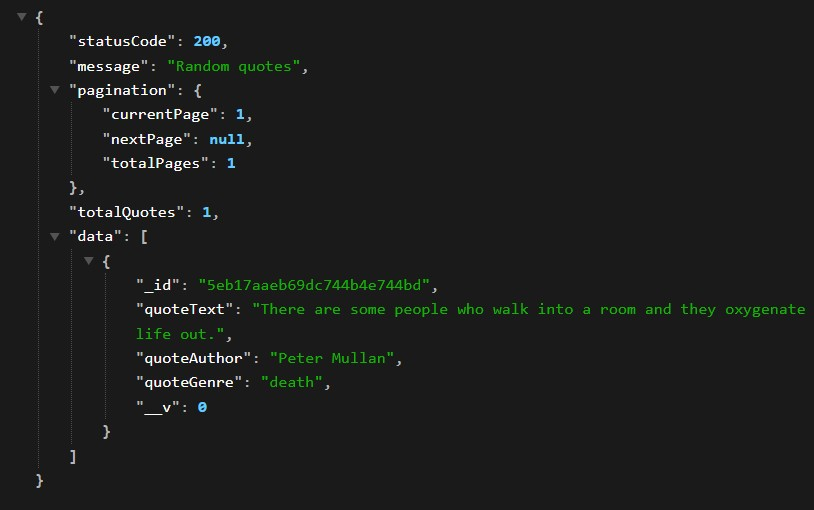 {
"statusCode": 200,
"message": "Random quotes",
"pagination": {
"currentPage": 1,
"nextPage": null,
"totalPages": 1
},
"totalQuotes": 1,
"data": [
{
"_id": "5eb17aaeb69dc744b4e744bd",
"quoteText": "There are some people who walk into a room and they oxygenate
life out.",
"quoteAuthor": "Peter Mullan",
"quoteGenre": "death",
"__v": 0
}
]
}